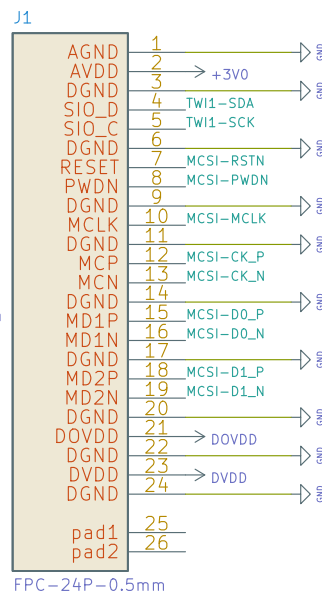 J1
AGND 1 GND
AVDD 2 +3V0
DGND 3 GND
SIO_D 4 TWI1-SDA
SIO_C 5 TWI1-SCK
DGND 6 GND
RESET 7 MCSI-RSTN
PWDN 8 MCSI-PWDN
DGND 9 GND
MCLK 10 MCSI-MCLK
DGND 11 GND
MCP 12 MCSI-CK_P
MCN 13 MCSI-CK_N
DGND 14 GND
MD1P 15 MCSI-D0_P
MD1N 16 MCSI-D0_N
DGND 17 GND
MD2P 18 MCSI-D1_P
MD2N 19 MCSI-D1_N
DGND 20 GND
DOVDD 21 DOVDD
DGND 22 GND
DVDD 23 DVDD
DGND 24 GND
pad1 25
pad2 26
FPC-24P-0.5mm